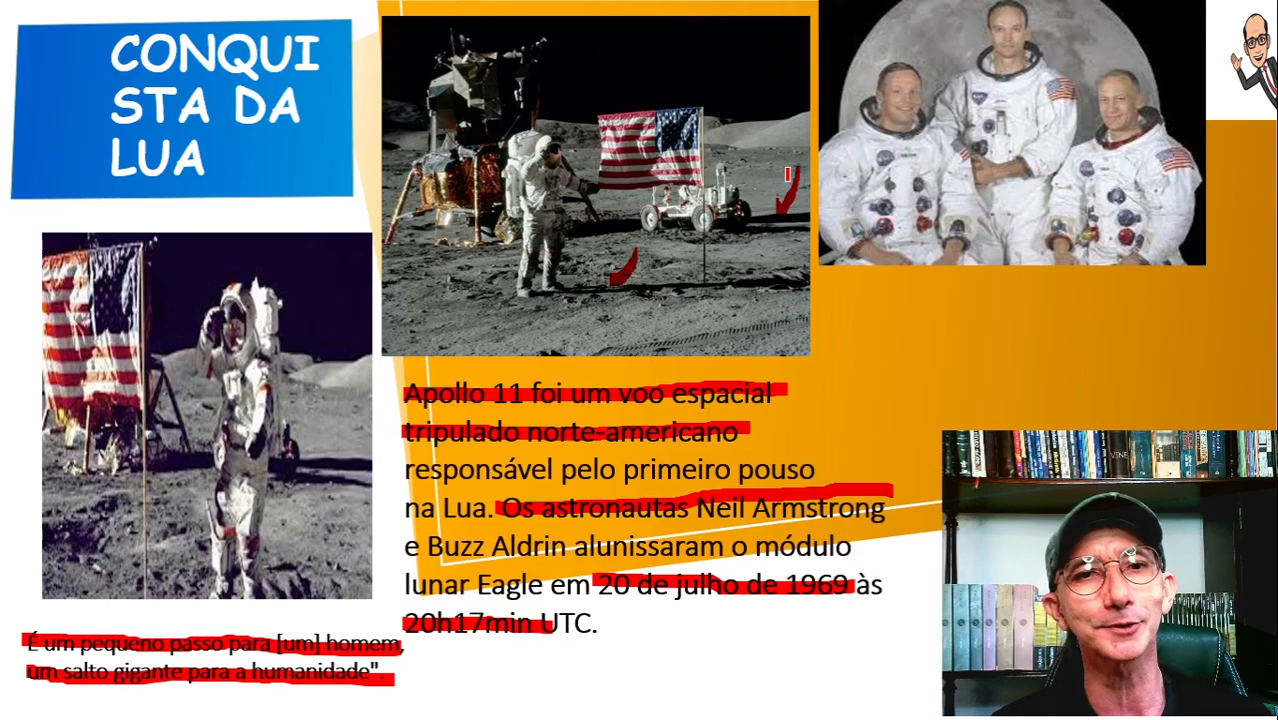 CONQUI
STA DA
LUA
Apollo 11 foi um voo espacial
tripulado norte-americano
responsável pelo primeiro pouso
na Lua. Os astronautas Neil Armstrong
e Buzz Aldrin alunissaram o módulo
lunar Eagle em 20 de julho de 1969 às
20h17min UTC.
É um pequeno passo para [um] homem,
um salto gigante para a humanidade".